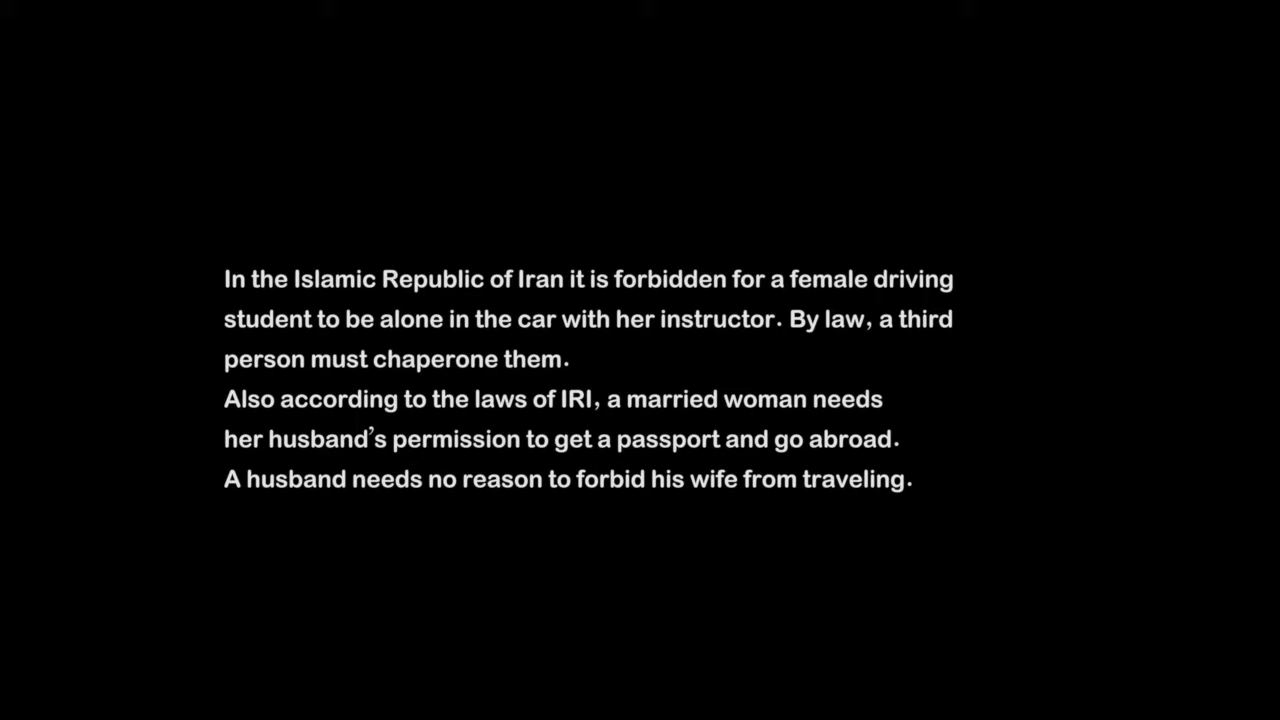 In the Islamic Republic of Iran it is forbidden for a female driving
student to be alone in the car with her instructor. By law, a third
person must chaperone them.
Also according to the laws of IRI, a married woman needs
her husband’s permission to get a passport and go abroad.
A husband needs no reason to forbid his wife from traveling.